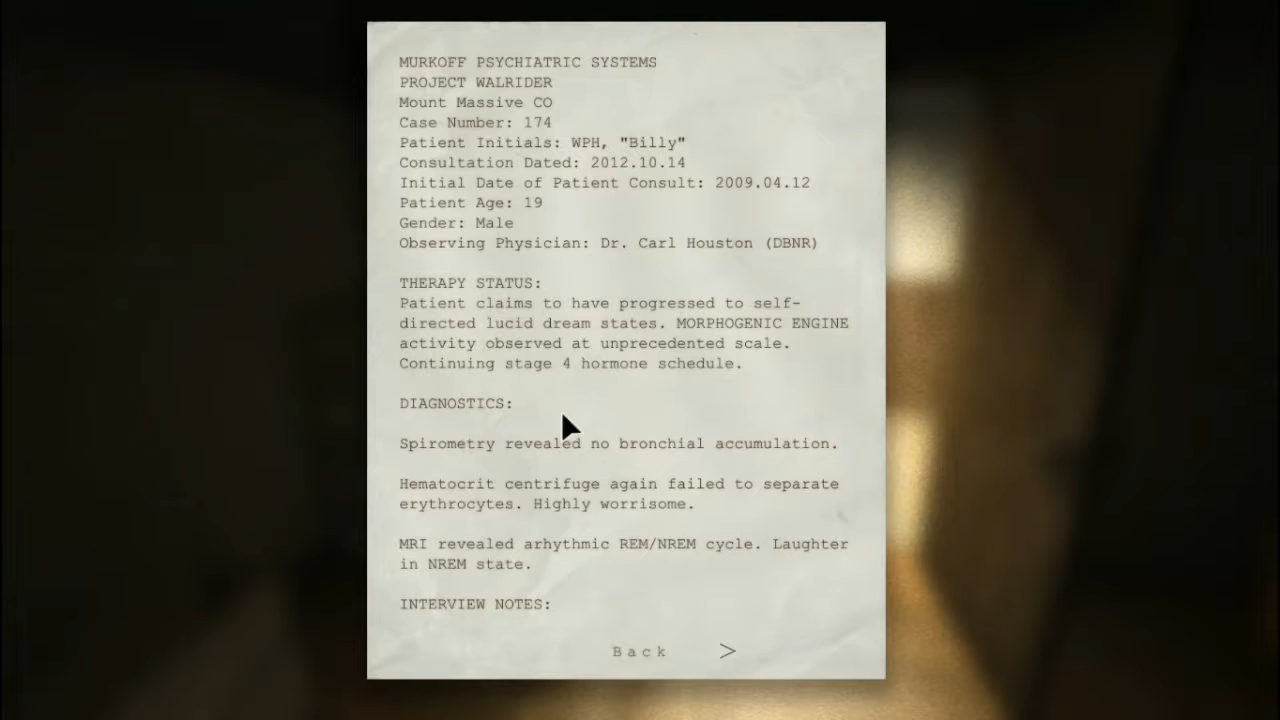 MURKOFF PSYCHIATRIC SYSTEMS
PROJECT WALRIDER
Mount Massive CO
Case Number: 174
Patient Initials: WPH, "Billy"
Consultation Dated: 2012.10.14
Initial Date of Patient Consult: 2009.04.12
Patient Age: 19
Gender: Male
Observing Physician: Dr. Carl Houston (DBNR)
THERAPY STATUS:
Patient claims to have progressed to self-
directed lucid dream states. MORPHOGENIC ENGINE
activity observed at unprecedented scale.
Continuing stage 4 hormone schedule.
DIAGNOSTICS:
Spirometry revealed no bronchial accumulation.
Hematocrit centrifuge again failed to separate
erythrocytes. Highly worrisome.
MRI revealed arhythmic REM/NREM cycle. Laughter
in NREM state.
INTERVIEW NOTES:
Back >